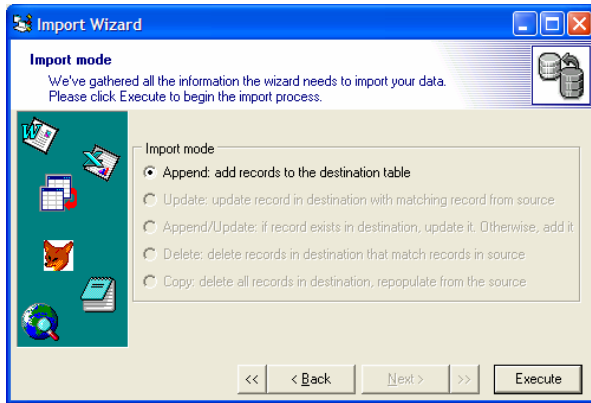 Import Wizard
Import mode
We've gathered all the information the wizard needs to import your data.
Please click Execute to begin the import process.
Import mode
Append: add records to the destination table
Update: update record in destination with matching record from source
Append/Update: if record exists in destination, update it. Otherwise, add it
Delete: delete records in destination that match records in source
Copy: delete all records in destination, repopulate from the source
<< < Back Next > >> Execute